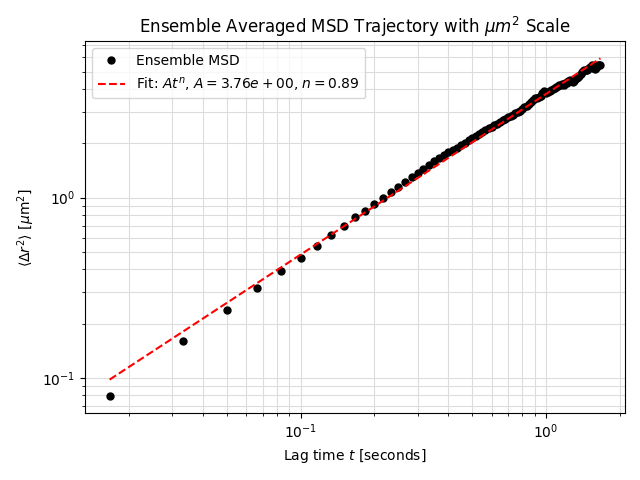 Ensemble Averaged MSD Trajectory with μm² Scale
Ensemble MSD
Fit: Atⁿ, A = 3.76e + 00, n = 0.89
⟨Δr²⟩ [μm²]
10⁰
10⁻¹
10⁻¹ 10⁰
Lag time t [seconds]